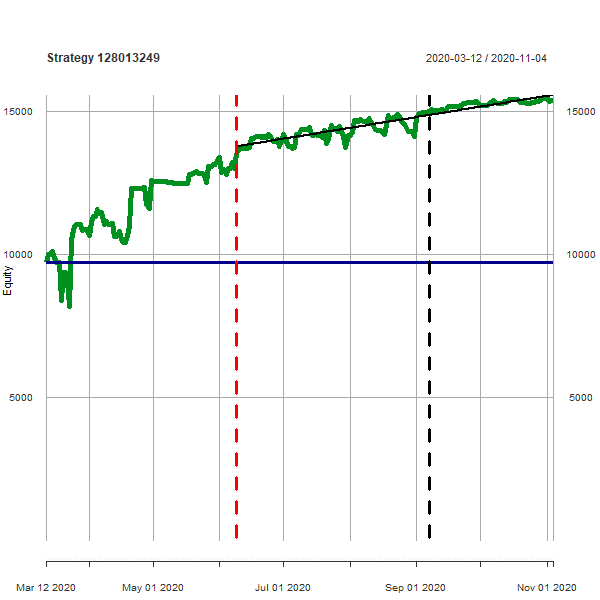 Strategy 128013249
2020-03-12 / 2020-11-04
15000
15000
10000
10000
Equity
5000
5000
Mar 12 2020
May 01 2020
Jul 01 2020
Sep 01 2020
Nov 01 2020